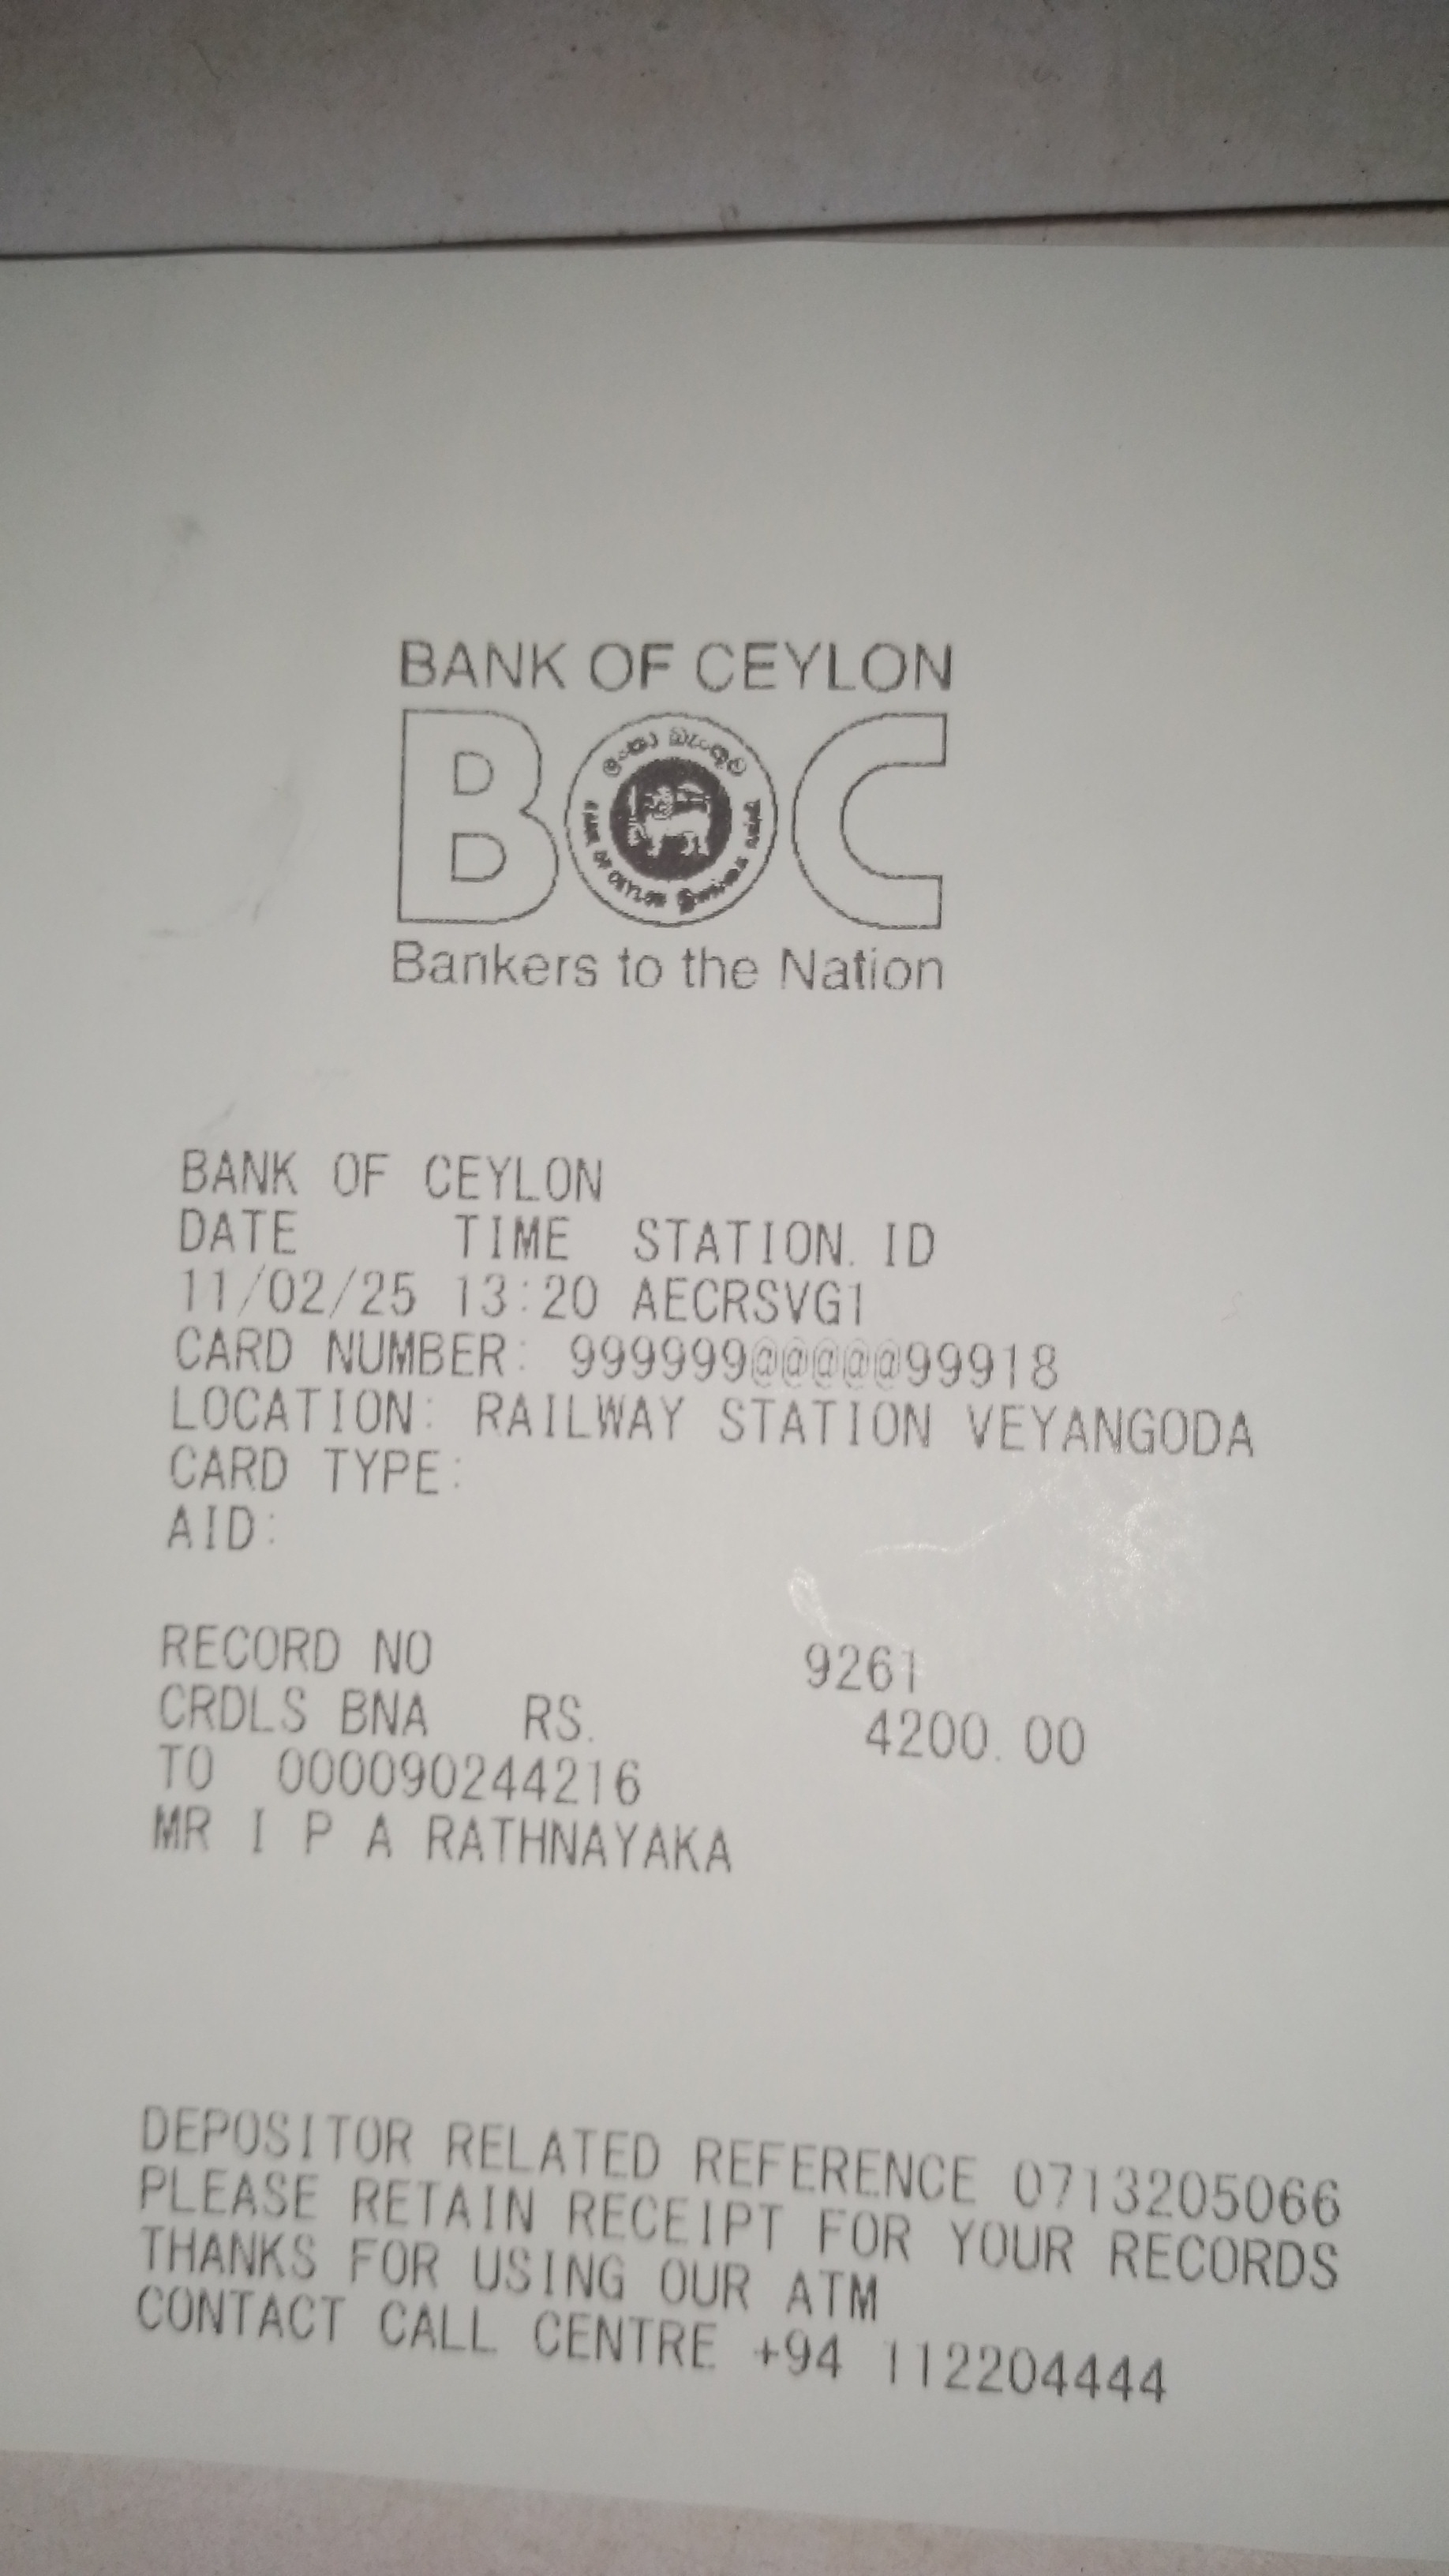 BANK OF CEYLON
BOC
ලංකා බැංකුව
BANK OF CEYLON
Bankers to the Nation
BANK OF CEYLON
DATE TIME STATION ID
11/02/25 13:20 AECRSVG1
CARD NUMBER: 999999@@@@@99918
LOCATION: RAILWAY STATION VEYANGODA
CARD TYPE:
AID:
RECORD NO 9261
CRDLS BNA RS. 4200.00
TO 000090244216
MR I P A RATHNAYAKA
DEPOSITOR RELATED REFERENCE 0713205066
PLEASE RETAIN RECEIPT FOR YOUR RECORDS
THANKS FOR USING OUR ATM
CONTACT CALL CENTRE +94 112204444